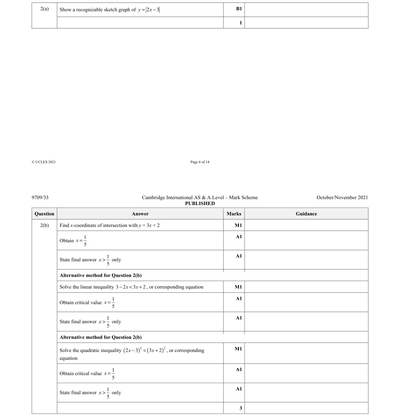 2(a) Show a recognizable sketch graph of y = |2x − 3| B1
1
© UCLES 2021 Page 6 of 14
9709/33 Cambridge International AS & A Level – Mark Scheme October/November 2021
PUBLISHED
Question Answer Marks Guidance
2(b) Find x-coordinate of intersection with y = 3x + 2 M1
Obtain x = 1/5 A1
State final answer x > 1/5 only A1
Alternative method for Question 2(b)
Solve the linear inequality 3 − 2x < 3x + 2 , or corresponding equation M1
Obtain critical value x = 1/5 A1
State final answer x > 1/5 only A1
Alternative method for Question 2(b)
Solve the quadratic inequality (2x − 3)² < (3x + 2)² , or corresponding M1
equation
Obtain critical value x = 1/5 A1
State final answer x > 1/5 only A1
3